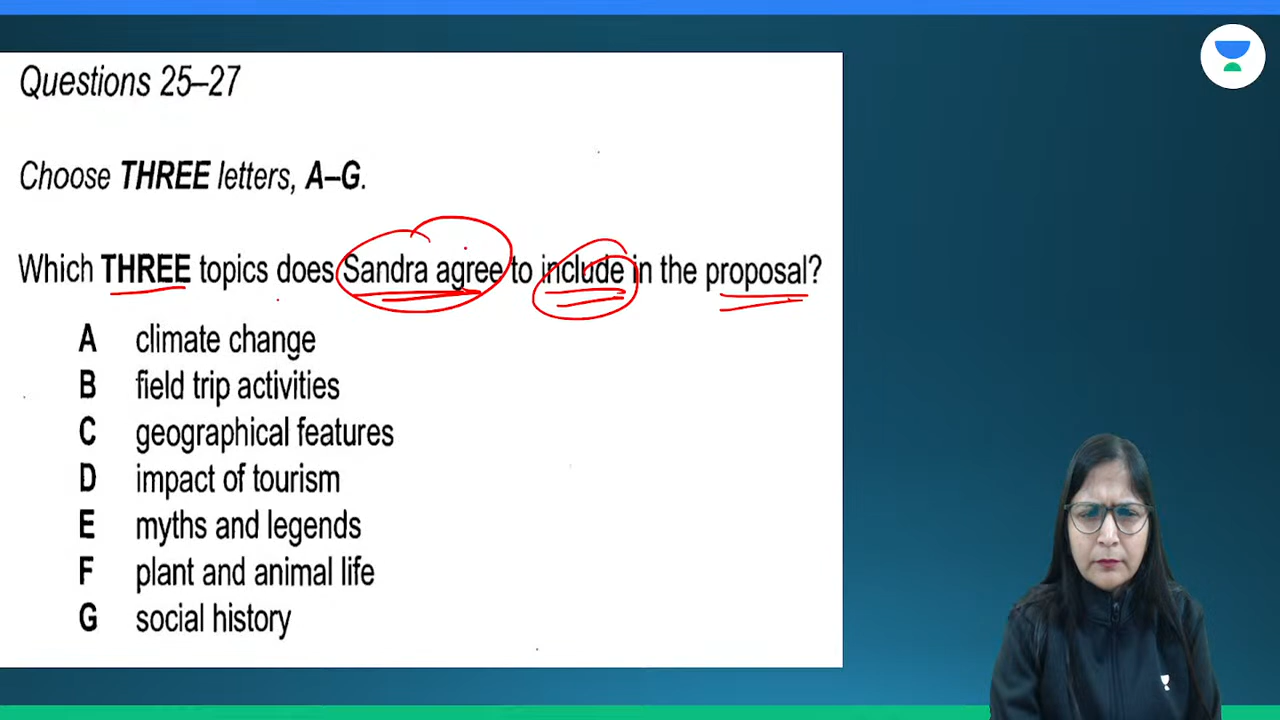 Questions 25–27
Choose THREE letters, A–G.
Which THREE topics does Sandra agree to include in the proposal?
A climate change
B field trip activities
C geographical features
D impact of tourism
E myths and legends
F plant and animal life
G social history